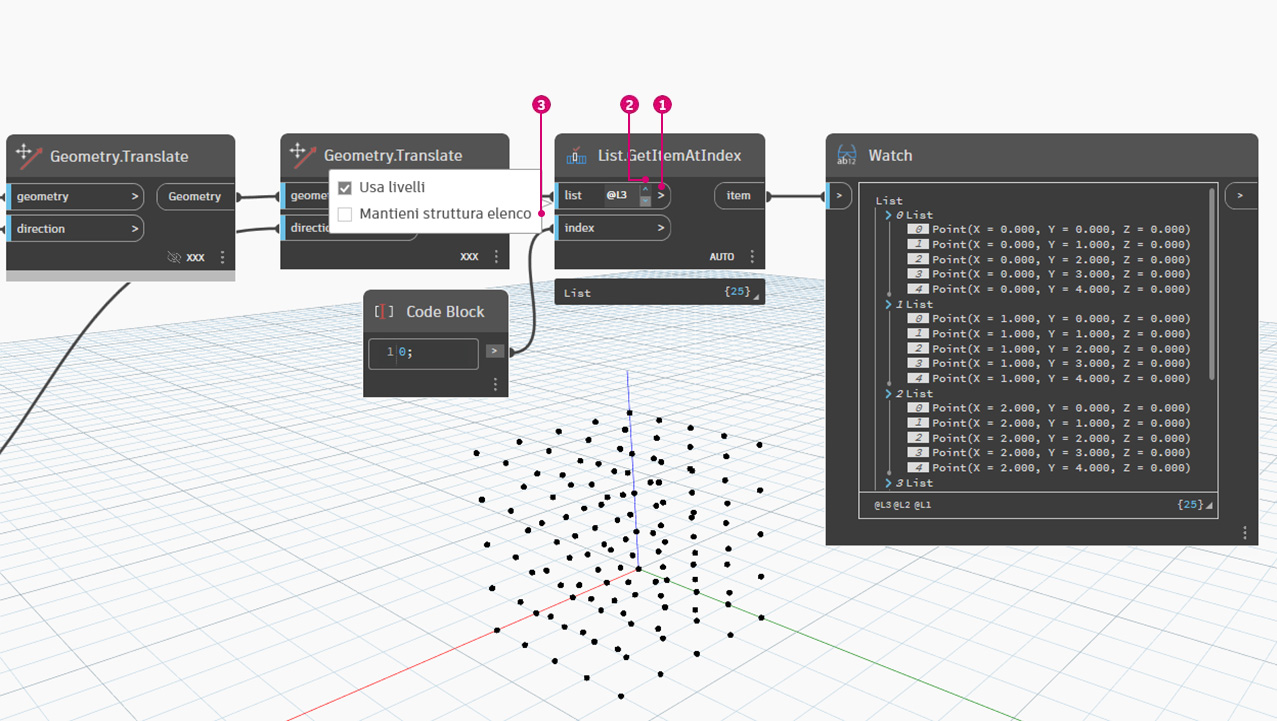 3
2
1
Geometry.Translate
geometry >
Geometry
direction >
XXX
Geometry.Translate
geome
directio
XXX
Usa livelli
Mantieni struttura elenco
List.GetItemAtIndex
list @L3 >
item
index >
AUTO
List {25}
Code Block
1 0; >
Watch
ab12
> >
List
0 List
0 Point(X = 0.000, Y = 0.000, Z = 0.000)
1 Point(X = 0.000, Y = 1.000, Z = 0.000)
2 Point(X = 0.000, Y = 2.000, Z = 0.000)
3 Point(X = 0.000, Y = 3.000, Z = 0.000)
4 Point(X = 0.000, Y = 4.000, Z = 0.000)
1 List
0 Point(X = 1.000, Y = 0.000, Z = 0.000)
1 Point(X = 1.000, Y = 1.000, Z = 0.000)
2 Point(X = 1.000, Y = 2.000, Z = 0.000)
3 Point(X = 1.000, Y = 3.000, Z = 0.000)
4 Point(X = 1.000, Y = 4.000, Z = 0.000)
2 List
0 Point(X = 2.000, Y = 0.000, Z = 0.000)
1 Point(X = 2.000, Y = 1.000, Z = 0.000)
2 Point(X = 2.000, Y = 2.000, Z = 0.000)
3 Point(X = 2.000, Y = 3.000, Z = 0.000)
4 Point(X = 2.000, Y = 4.000, Z = 0.000)
3 List
@L3 @L2 @L1 {25}